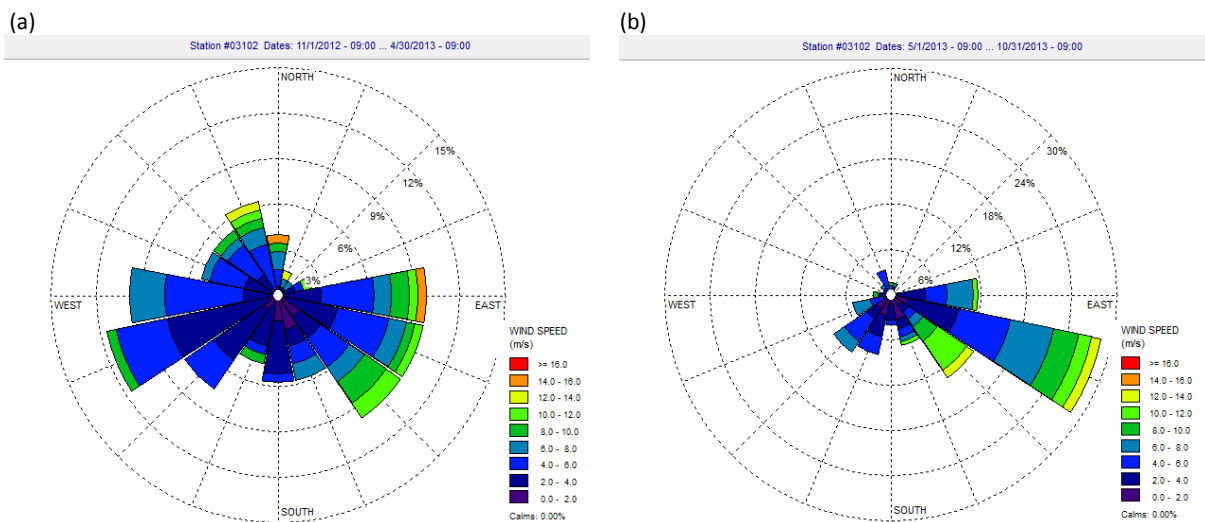 (a)
Station #03102 Dates: 11/1/2012 - 09:00 ... 4/30/2013 - 09:00
NORTH
15%
12%
9%
6%
3%
WEST
EAST
SOUTH
WIND SPEED
(m/s)
>= 16.0
14.0 - 16.0
12.0 - 14.0
10.0 - 12.0
8.0 - 10.0
6.0 - 8.0
4.0 - 6.0
2.0 - 4.0
0.0 - 2.0
Calms: 0.00%
(b)
Station #03102 Dates: 5/1/2013 - 09:00 ... 10/31/2013 - 09:00
NORTH
30%
24%
18%
12%
6%
WEST
EAST
SOUTH
WIND SPEED
(m/s)
>= 16.0
14.0 - 16.0
12.0 - 14.0
10.0 - 12.0
8.0 - 10.0
6.0 - 8.0
4.0 - 6.0
2.0 - 4.0
0.0 - 2.0
Calms: 0.00%